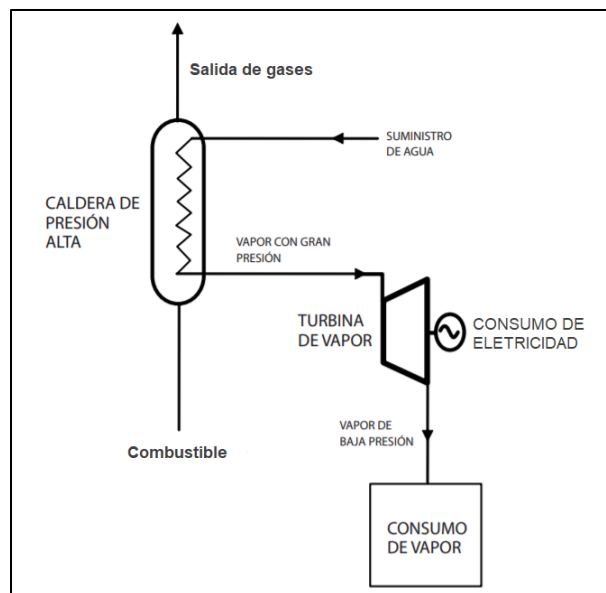 Salida de gases
SUMINISTRO
DE AGUA
CALDERA DE
PRESIÓN
ALTA
VAPOR CON GRAN
PRESIÓN
TURBINA
DE VAPOR
CONSUMO DE
ELETRICIDAD
VAPOR DE
BAJA PRESIÓN
Combustible
CONSUMO
DE VAPOR